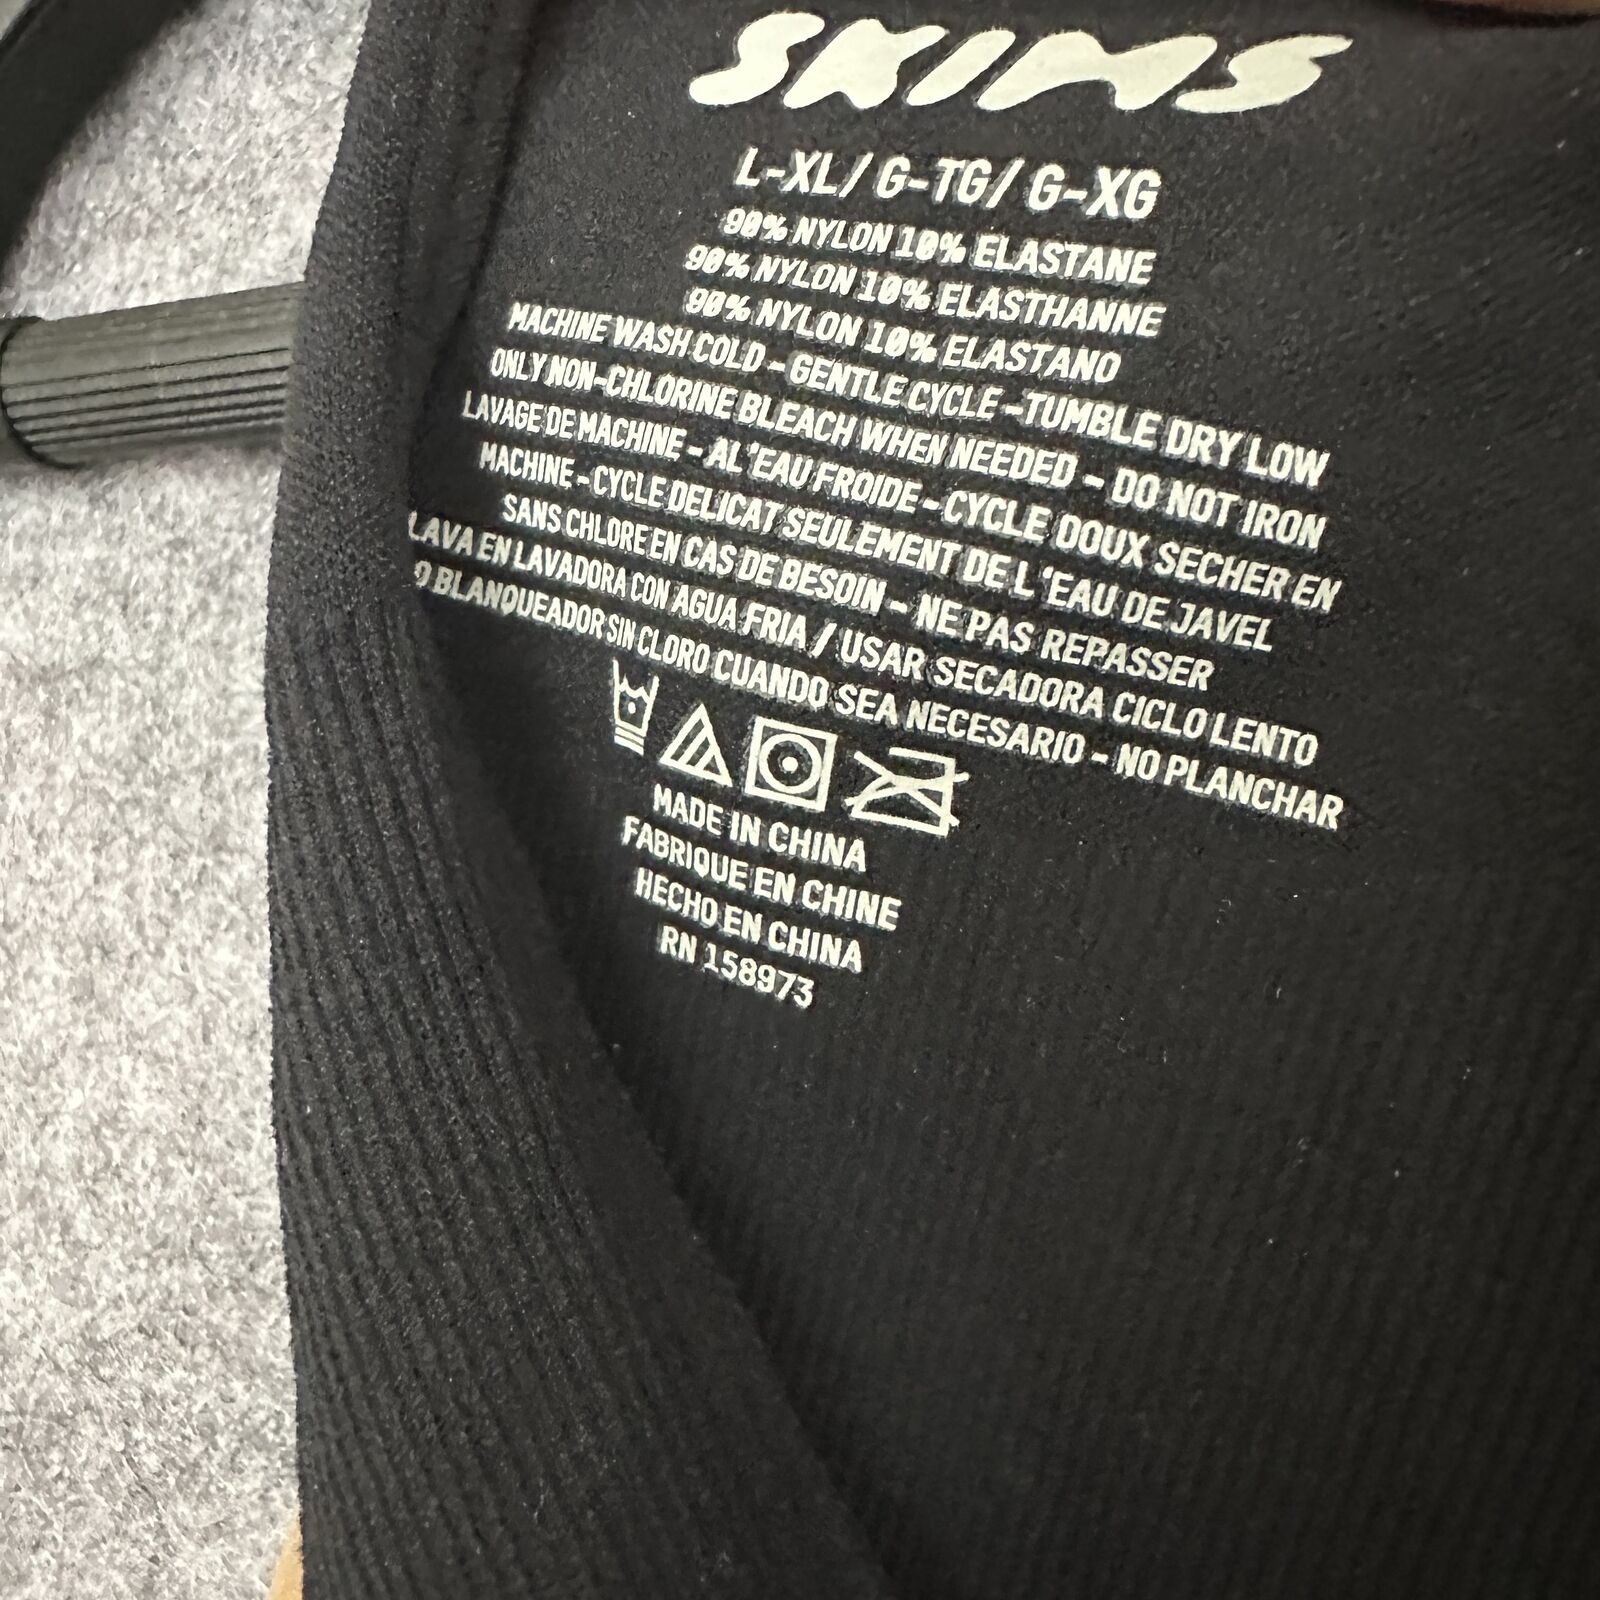 SKIMS
L-XL/ G-TG/ G-XG
90% NYLON 10% ELASTANE
90% NYLON 10% ELASTHANNE
90% NYLON 10% ELASTANO
MACHINE WASH COLD - GENTLE CYCLE -TUMBLE DRY LOW
ONLY NON-CHLORINE BLEACH WHEN NEEDED - DO NOT IRON
LAVAGE DE MACHINE - AL'EAU FROIDE - CYCLE DOUX SECHER EN
MACHINE - CYCLE DELICAT SEULEMENT DE L'EAU DE JAVEL
SANS CHLORE EN CAS DE BESOIN - NE PAS REPASSER
LAVA EN LAVADORA CON AGUA FRIA / USAR SECADORA CICLO LENTO
O BLANQUEADOR SIN CLORO CUANDO SEA NECESARIO - NO PLANCHAR
MADE IN CHINA
FABRIQUE EN CHINE
HECHO EN CHINA
RN 158973